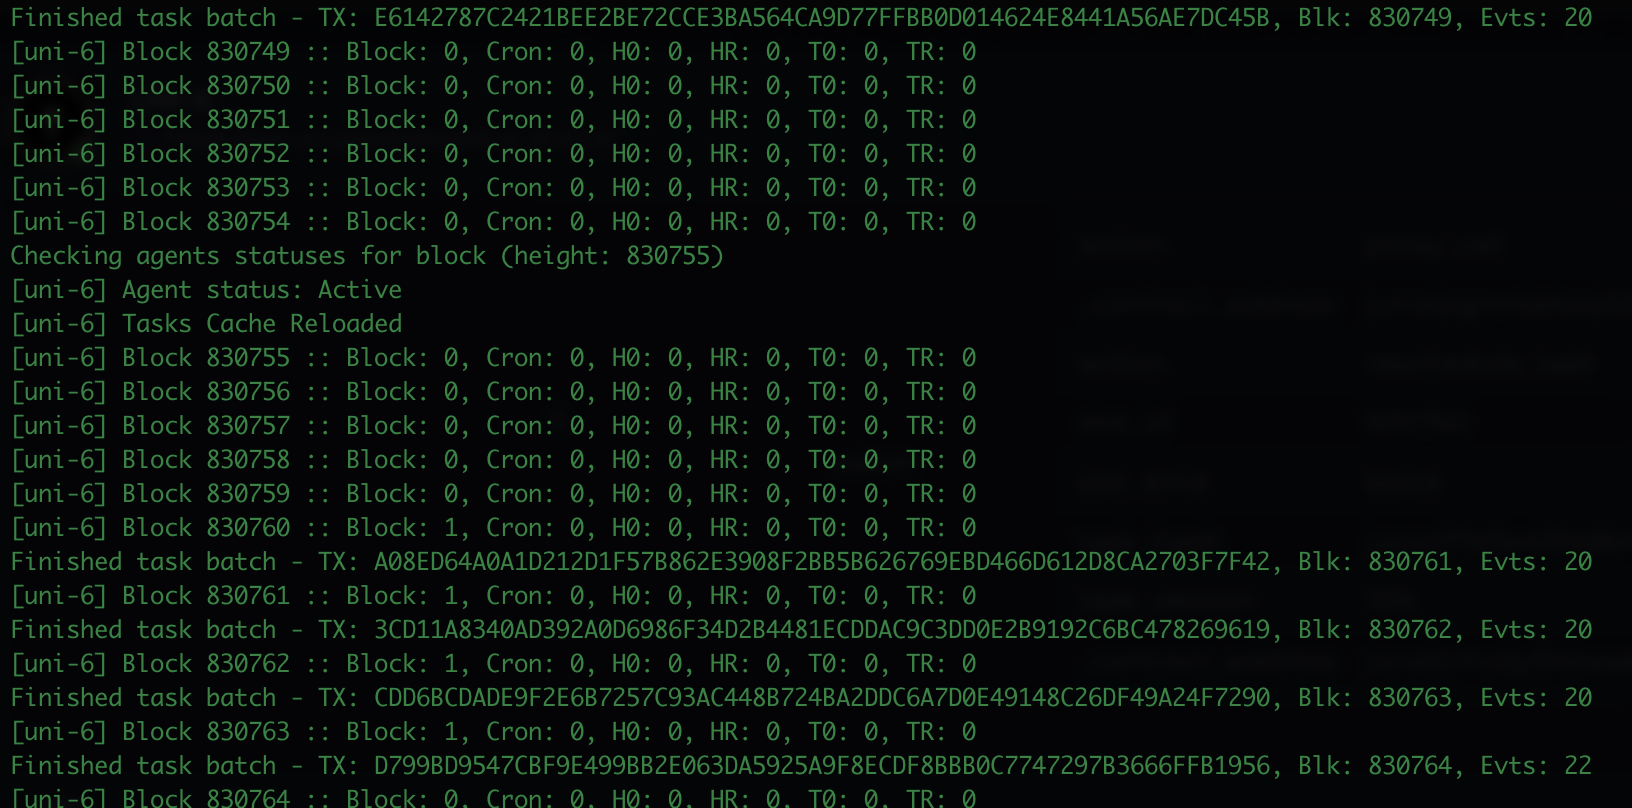 Finished task batch - TX: E6142787C2421BEE2BE72CCE3BA564CA9D77FFBB0D014624E8441A56AE7DC45B, Blk: 830749, Evts: 20
[uni-6] Block 830749 :: Block: 0, Cron: 0, H0: 0, HR: 0, T0: 0, TR: 0
[uni-6] Block 830750 :: Block: 0, Cron: 0, H0: 0, HR: 0, T0: 0, TR: 0
[uni-6] Block 830751 :: Block: 0, Cron: 0, H0: 0, HR: 0, T0: 0, TR: 0
[uni-6] Block 830752 :: Block: 0, Cron: 0, H0: 0, HR: 0, T0: 0, TR: 0
[uni-6] Block 830753 :: Block: 0, Cron: 0, H0: 0, HR: 0, T0: 0, TR: 0
[uni-6] Block 830754 :: Block: 0, Cron: 0, H0: 0, HR: 0, T0: 0, TR: 0
Checking agents statuses for block (height: 830755)
[uni-6] Agent status: Active
[uni-6] Tasks Cache Reloaded
[uni-6] Block 830755 :: Block: 0, Cron: 0, H0: 0, HR: 0, T0: 0, TR: 0
[uni-6] Block 830756 :: Block: 0, Cron: 0, H0: 0, HR: 0, T0: 0, TR: 0
[uni-6] Block 830757 :: Block: 0, Cron: 0, H0: 0, HR: 0, T0: 0, TR: 0
[uni-6] Block 830758 :: Block: 0, Cron: 0, H0: 0, HR: 0, T0: 0, TR: 0
[uni-6] Block 830759 :: Block: 0, Cron: 0, H0: 0, HR: 0, T0: 0, TR: 0
[uni-6] Block 830760 :: Block: 1, Cron: 0, H0: 0, HR: 0, T0: 0, TR: 0
Finished task batch - TX: A08ED64A0A1D212D1F57B862E3908F2BB5B626769EBD466D612D8CA2703F7F42, Blk: 830761, Evts: 20
[uni-6] Block 830761 :: Block: 1, Cron: 0, H0: 0, HR: 0, T0: 0, TR: 0
Finished task batch - TX: 3CD11A8340AD392A0D6986F34D2B4481ECDDAC9C3DD0E2B9192C6BC478269619, Blk: 830762, Evts: 20
[uni-6] Block 830762 :: Block: 1, Cron: 0, H0: 0, HR: 0, T0: 0, TR: 0
Finished task batch - TX: CDD6BCDADE9F2E6B7257C93AC448B724BA2DDC6A7D0E49148C26DF49A24F7290, Blk: 830763, Evts: 20
[uni-6] Block 830763 :: Block: 1, Cron: 0, H0: 0, HR: 0, T0: 0, TR: 0
Finished task batch - TX: D799BD9547CBF9E499BB2E063DA5925A9F8ECDF8BBB0C7747297B3666FFB1956, Blk: 830764, Evts: 22
[uni-6] Block 830764 :: Block: 0, Cron: 0, H0: 0, HR: 0, T0: 0, TR: 0